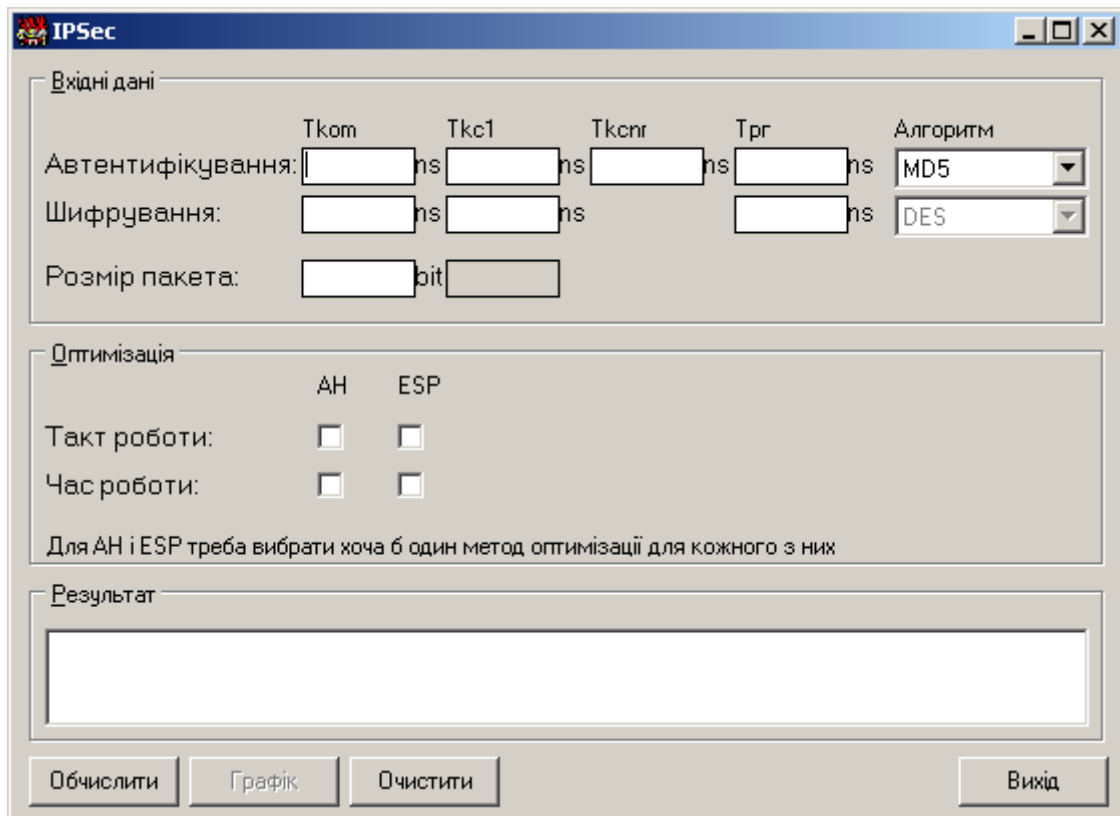 IPSec
Вхідні дані
Tkom Tkc1 Tkcnr Tpr Алгоритм
Автентифікування: ns ns ns ns MD5
Шифрування: ns ns ns DES
Розмір пакета: bit
Оптимізація
AH ESP
Такт роботи:
Час роботи:
Для AH і ESP треба вибрати хоча б один метод оптимізації для кожного з них
Результат
Обчислити Графік Очистити Вихід